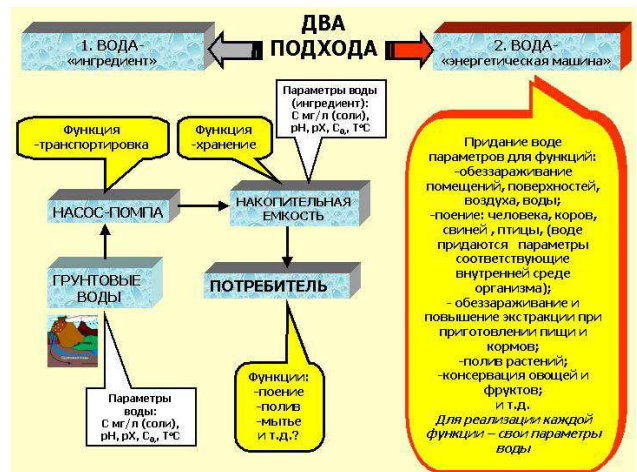 ДВА
ПОДХОДА
1. ВОДА-
«ингредиент»
2. ВОДА-
«энергетическая машина»
Параметры воды
(ингредиент):
С мг/л (соли),
pH, pX, C₀, TºC
Функция
-транспортировка
Функция
-хранение
НАСОС-ПОМПА
НАКОПИТЕЛЬНАЯ
ЕМКОСТЬ
ГРУНТОВЫЕ
ВОДЫ
ПОТРЕБИТЕЛЬ
Параметры
воды:
С мг/л (соли),
pH, pX, C₀, TºC
Функции:
-поение
-полив
-мытье
и т.д.?
Придание воде
параметров для функций:
-обеззараживание
помещений, поверхностей,
воздуха, воды;
-поение: человека, коров,
свиней , птицы, (воде
придаются параметры
соответствующие
внутренней среде
организма);
- обеззараживание и
повышение экстракции при
приготовлении пищи и
кормов;
-полив растений;
-консервация овощей и
фруктов;
и т.д.
Для реализации каждой
функции – свои параметры
воды